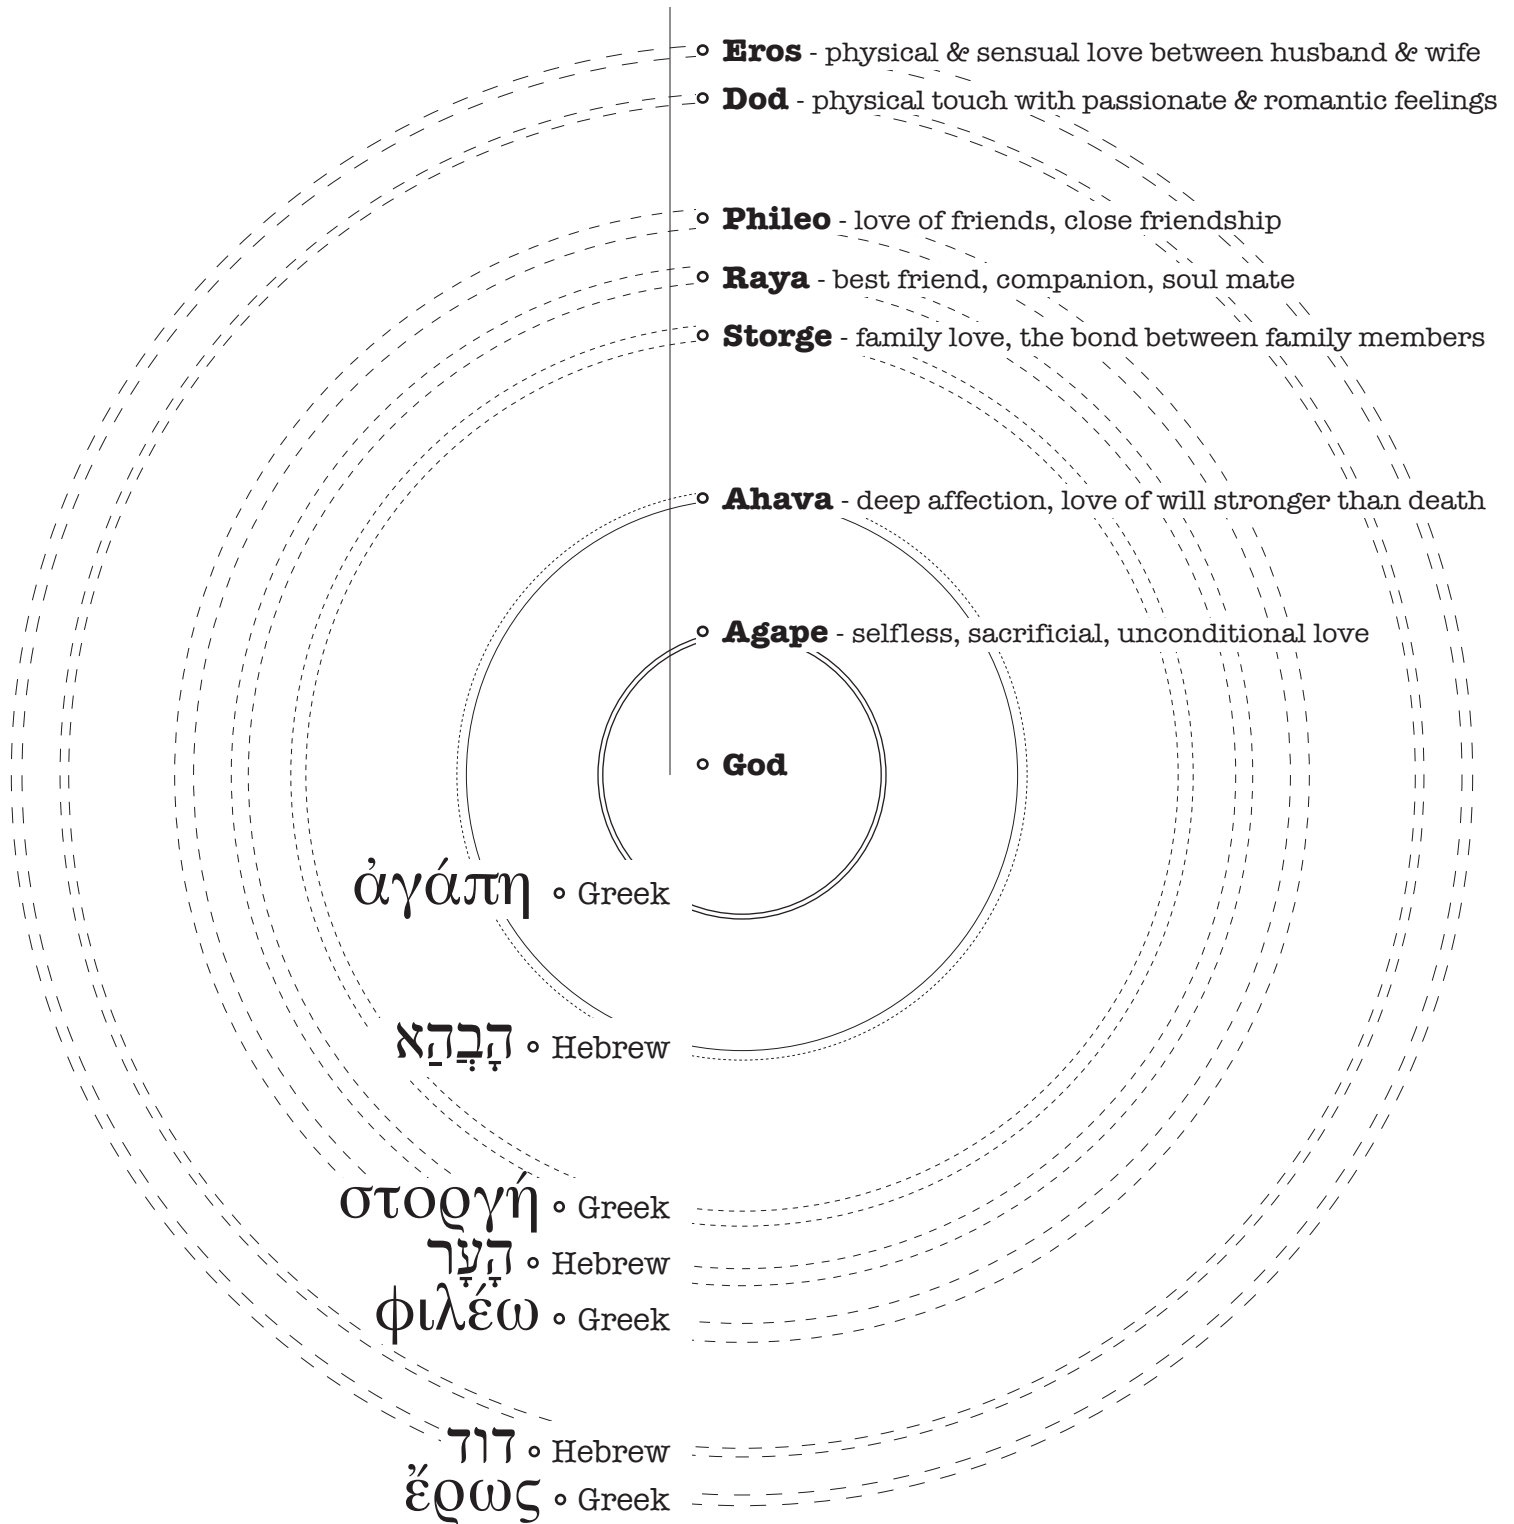 Eros - physical & sensual love between husband & wife
Dod - physical touch with passionate & romantic feelings
Phileo - love of friends, close friendship
Raya - best friend, companion, soul mate
Storge - family love, the bond between family members
Ahava - deep affection, love of will stronger than death
Agape - selfless, sacrificial, unconditional love
God
ἀγάπη Greek
הָבֲהַא Hebrew
στοργή Greek
הָעָר Hebrew
φιλέω Greek
דוד Hebrew
ἔρως Greek